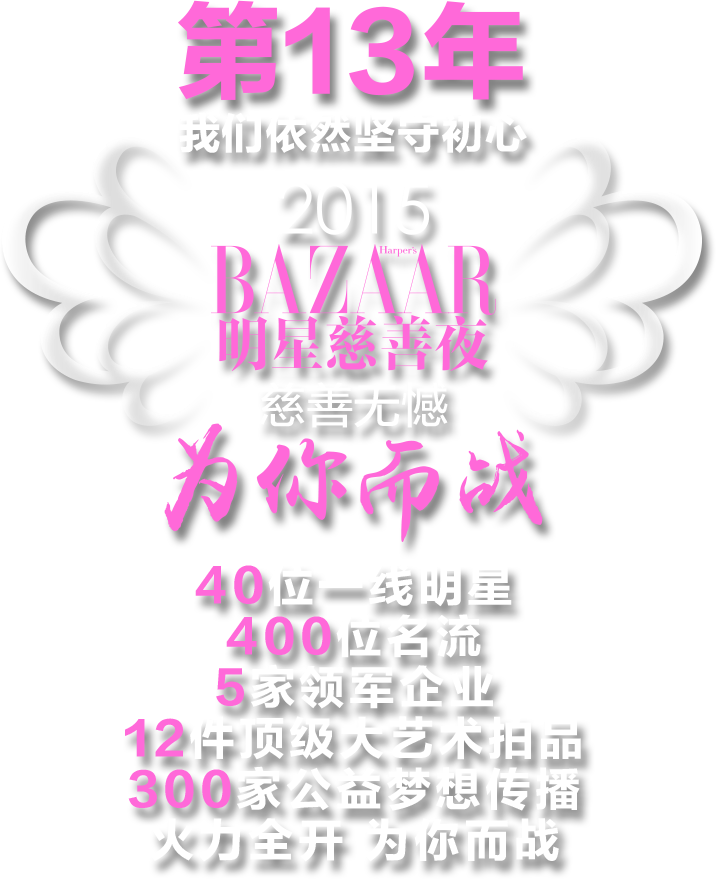 第13年
我们依然坚守初心
2015
Harper's
BAZAAR
明星慈善夜
慈善无憾
为你而战
40位一线明星
400位名流
5家领军企业
12件顶级大艺术拍品
300家公益梦想传播
火力全开 为你而战